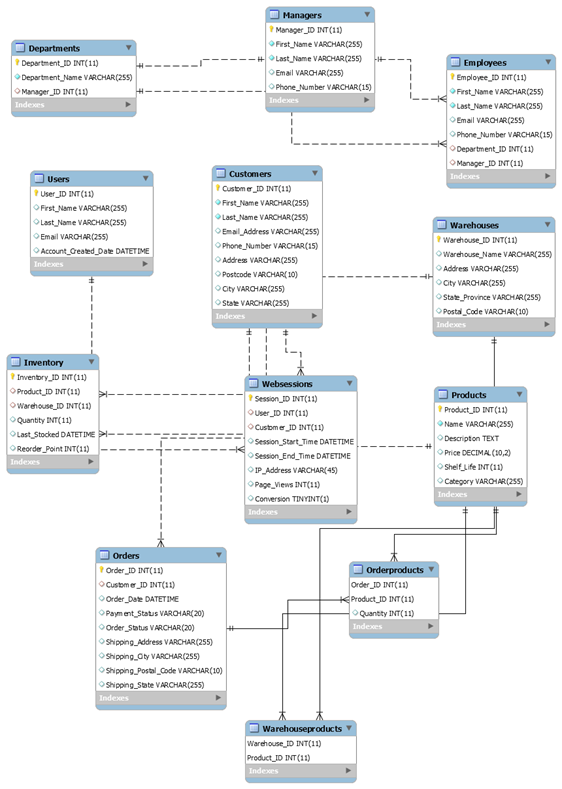 Managers
Manager_ID INT(11)
First_Name VARCHAR(255)
Last_Name VARCHAR(255)
Email VARCHAR(255)
Phone_Number VARCHAR(15)
Indexes
Departments
Department_ID INT(11)
Department_Name VARCHAR(255)
Manager_ID INT(11)
Indexes
Employees
Employee_ID INT(11)
First_Name VARCHAR(255)
Last_Name VARCHAR(255)
Email VARCHAR(255)
Phone_Number VARCHAR(15)
Department_ID INT(11)
Manager_ID INT(11)
Indexes
Users
User_ID INT(11)
First_Name VARCHAR(255)
Last_Name VARCHAR(255)
Email VARCHAR(255)
Account_Created_Date DATETIME
Indexes
Customers
Customer_ID INT(11)
First_Name VARCHAR(255)
Last_Name VARCHAR(255)
Email_Address VARCHAR(255)
Phone_Number VARCHAR(15)
Address VARCHAR(255)
Postcode VARCHAR(10)
City VARCHAR(255)
State VARCHAR(255)
Indexes
Warehouses
Warehouse_ID INT(11)
Warehouse_Name VARCHAR(255)
Address VARCHAR(255)
City VARCHAR(255)
State_Province VARCHAR(255)
Postal_Code VARCHAR(10)
Indexes
Inventory
Inventory_ID INT(11)
Product_ID INT(11)
Warehouse_ID INT(11)
Quantity INT(11)
Last_Stocked DATETIME
Reorder_Point INT(11)
Indexes
Websessions
Session_ID INT(11)
User_ID INT(11)
Customer_ID INT(11)
Session_Start_Time DATETIME
Session_End_Time DATETIME
IP_Address VARCHAR(45)
Page_Views INT(11)
Conversion TINYINT(1)
Indexes
Products
Product_ID INT(11)
Name VARCHAR(255)
Description TEXT
Price DECIMAL(10,2)
Shelf_Life INT(11)
Category VARCHAR(255)
Indexes
Orders
Order_ID INT(11)
Customer_ID INT(11)
Order_Date DATETIME
Payment_Status VARCHAR(20)
Order_Status VARCHAR(20)
Shipping_Address VARCHAR(255)
Shipping_City VARCHAR(255)
Shipping_Postal_Code VARCHAR(10)
Shipping_State VARCHAR(255)
Indexes
Orderproducts
Order_ID INT(11)
Product_ID INT(11)
Quantity INT(11)
Indexes
Warehouseproducts
Warehouse_ID INT(11)
Product_ID INT(11)
Indexes